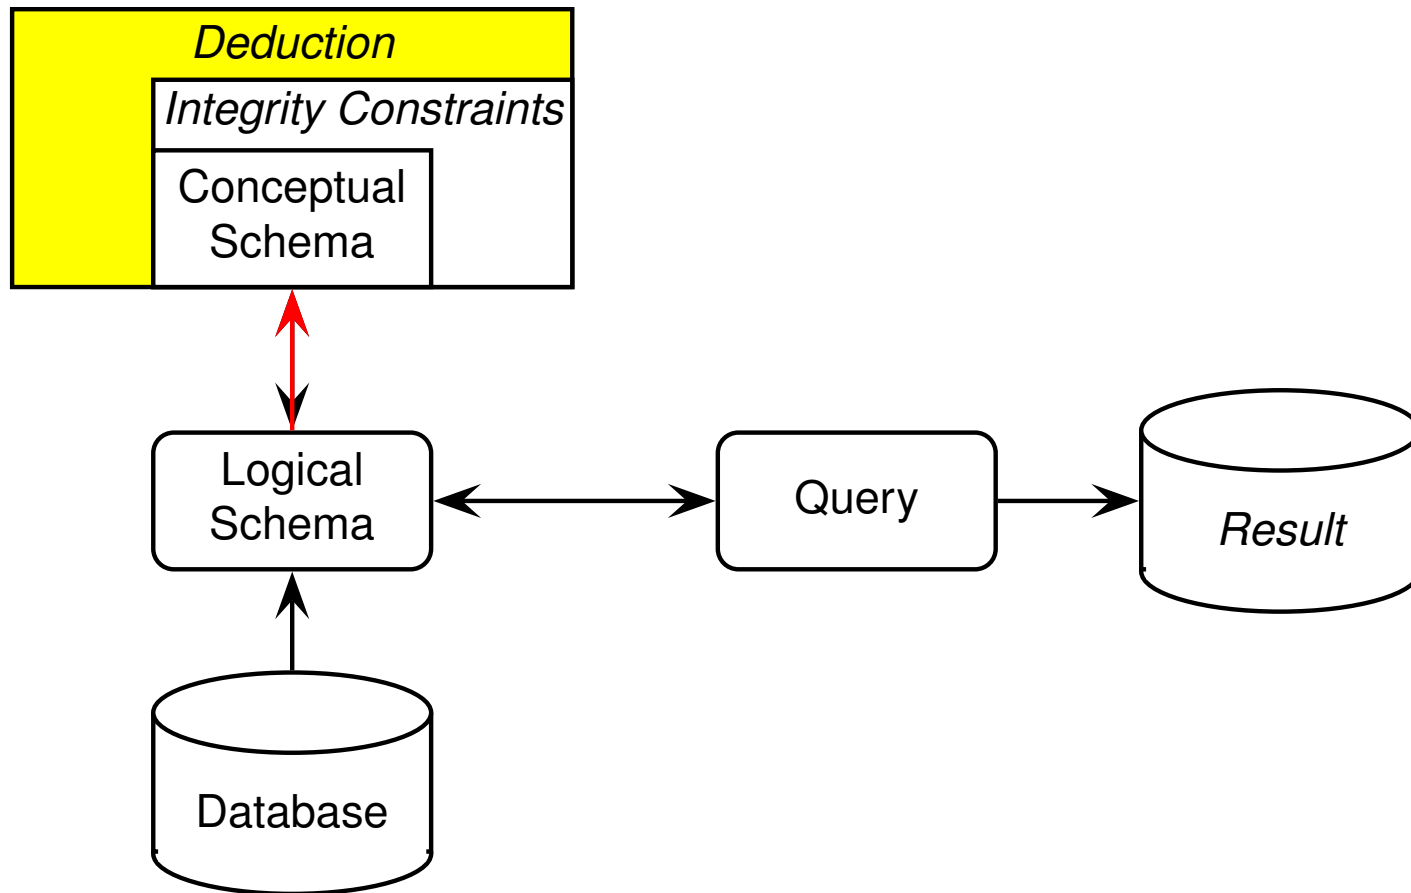 Deduction
Integrity Constraints
Conceptual
Schema
Logical
Schema
Query
Result
Database